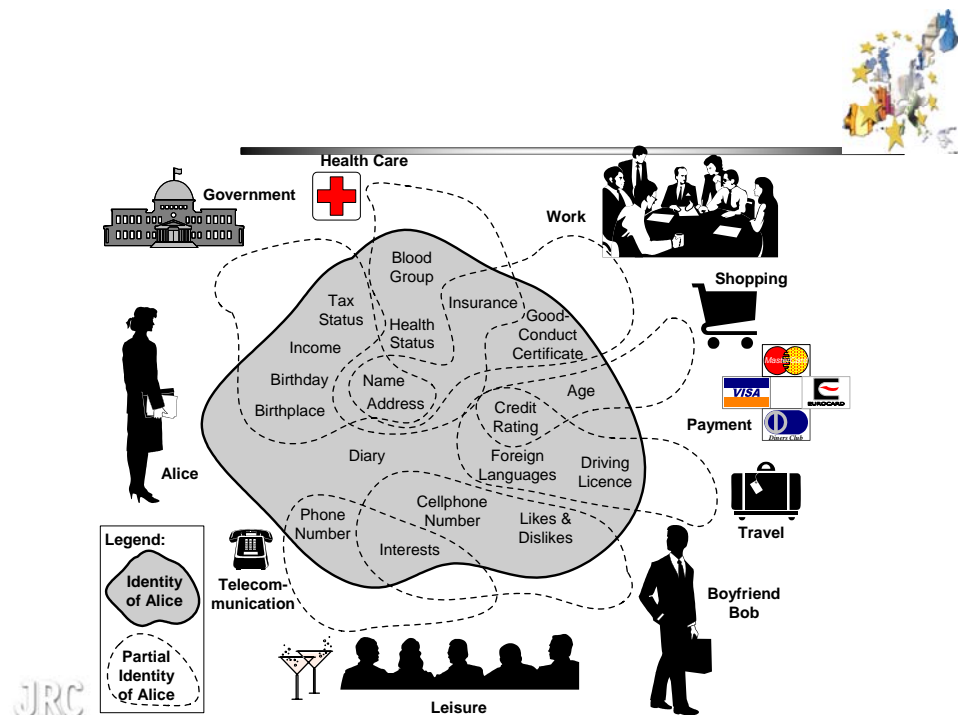 Health Care
Government
Work
Shopping
Blood
Group
Insurance
Tax
Status
Good-
Conduct
Certificate
Health
Status
Income
Birthday
Name
Address
Birthplace
Age
Credit
Rating
MasterCard
VISA
EUROCARD
Diners Club
Payment
Diary
Foreign
Languages
Driving
Licence
Alice
Cellphone
Number
Phone
Number
Likes &
Dislikes
Interests
Travel
Legend:
Identity
of Alice
Partial
Identity
of Alice
Telecom-
munication
Boyfriend
Bob
Leisure
JRC